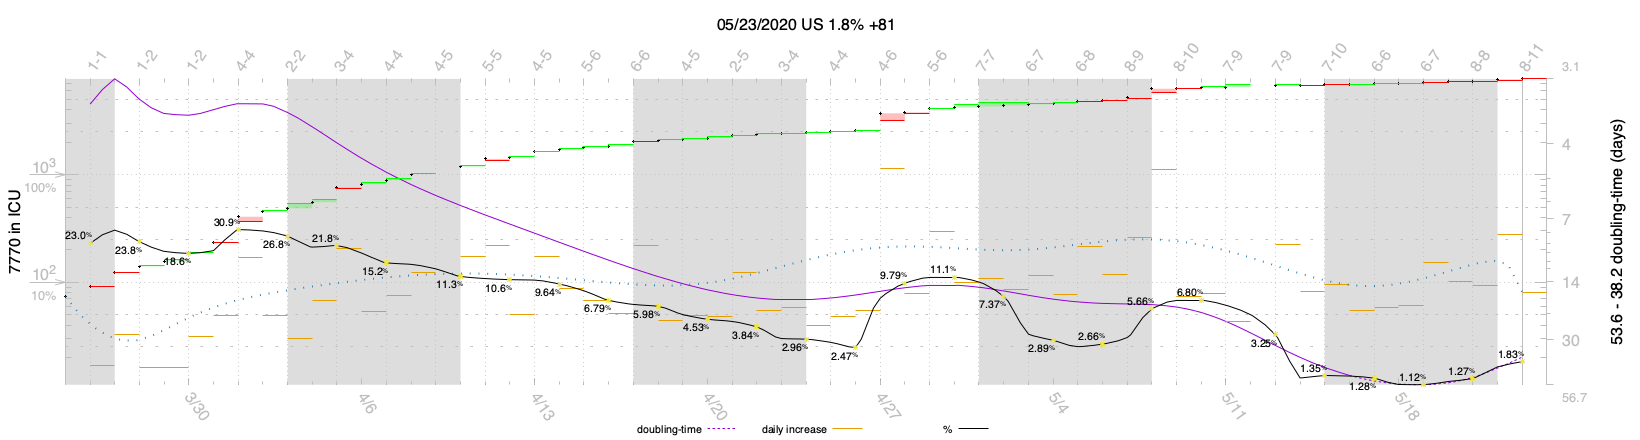 05/23/2020 US 1.8% +81
1-1 1-2 1-2 4-4 2-2 3-4 4-4 4-5 5-5 4-5 5-6 6-6 4-5 2-5 3-4 4-4 4-6 5-6 7-7 6-7 6-8 8-9 8-10 7-9 7-9 7-10 6-6 6-7 8-8 8-11
7770 in ICU
10³
100%
10²
10%
3.1
4
7
14
30
56.7
53.6 - 38.2 doubling-time (days)
23.0% 23.8% 18.6% 30.9% 26.8% 21.8% 15.2% 11.3% 10.6% 9.64% 6.79% 5.98% 4.53% 3.84% 2.96% 2.47% 9.79% 11.1% 7.37% 2.89% 2.66% 5.66% 6.80% 3.25% 1.35% 1.28% 1.12% 1.27% 1.83%
3/30 4/6 4/13 4/20 4/27 5/4 5/11 5/18
doubling-time daily increase %